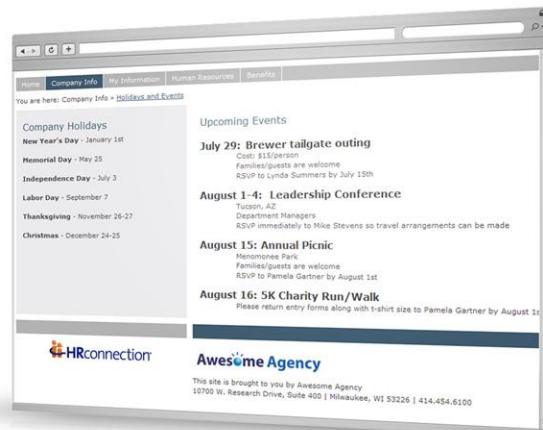 Home Company Info My Information Human Resources Benefits
You are here: Company Info » Holidays and Events
Company Holidays
New Year's Day - January 1st
Memorial Day - May 25
Independence Day - July 3
Labor Day - September 7
Thanksgiving - November 26-27
Christmas - December 24-25
Upcoming Events
July 29: Brewer tailgate outing
Cost: $15/person
Families/guests are welcome
RSVP to Lynda Summers by July 15th
August 1-4: Leadership Conference
Tucson, AZ
Department Managers
RSVP immediately to Mike Stevens so travel arrangements can be made
August 15: Annual Picnic
Menomonee Park
Families/guests are welcome
RSVP to Pamela Gartner by August 1st
August 16: 5K Charity Run/Walk
Please return entry forms along with t-shirt size to Pamela Gartner by August 1s
HRconnection
Awesome Agency
This site is brought to you by Awesome Agency
10700 W. Research Drive, Suite 400 | Milwaukee, WI 53226 | 414.454.6100